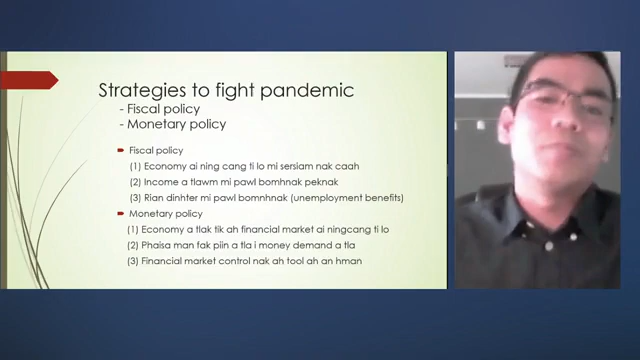 Strategies to fight pandemic
- Fiscal policy
- Monetary policy
Fiscal policy
(1) Economy ai ning cang ti lo mi sersiam nak caah
(2) Income a tlawm mi pawl bomhnak peknak
(3) Rian dinhter mi pawl bomnhnak (unemployment benefits)
Monetary policy
(1) Economy a tlak tik ah financial market ai ningcang ti lo
(2) Phaisa man tak piin a tla i money demand a tla
(3) Financial market control nak ah tool ah an hman